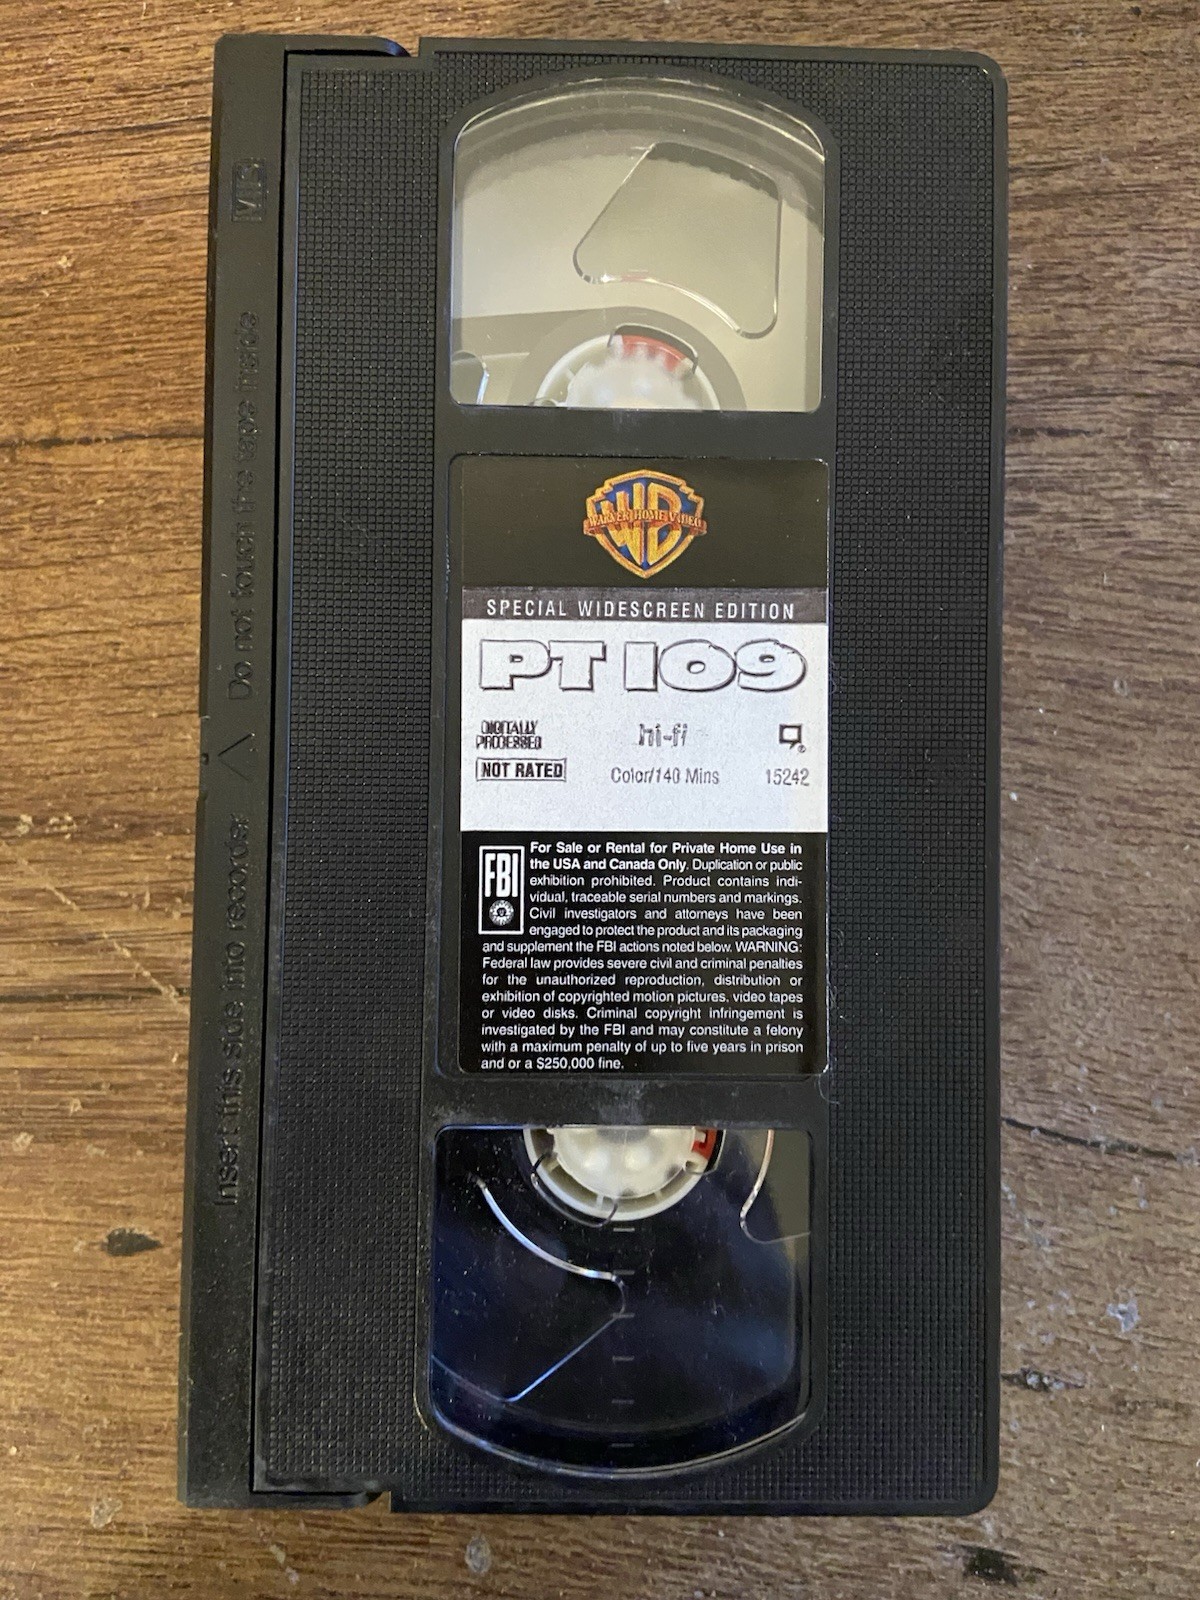 VHS
Insert this side into recorder
Do not touch the tape inside
WARNER HOME VIDEO
SPECIAL WIDESCREEN EDITION
PT 109
DIGITALLY
PROCESSED
hi-fi
NOT RATED
Color/140 Mins
15242
FBI
For Sale or Rental for Private Home Use in
the USA and Canada Only. Duplication or public
exhibition prohibited. Product contains indi-
vidual, traceable serial numbers and markings.
Civil investigators and attorneys have been
engaged to protect the product and its packaging
and supplement the FBI actions noted below. WARNING:
Federal law provides severe civil and criminal penalties
for the unauthorized reproduction, distribution or
exhibition of copyrighted motion pictures, video tapes
or video disks. Criminal copyright infringement is
investigated by the FBI and may constitute a felony
with a maximum penalty of up to five years in prison
and or a $250,000 fine.